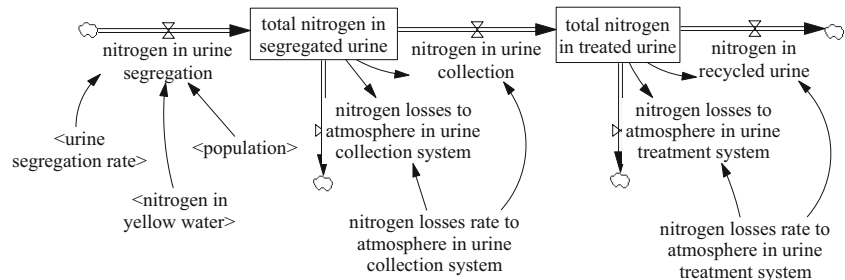 total nitrogen in
segregated urine
total nitrogen
in treated urine
nitrogen in urine
segregation
nitrogen in urine
collection
nitrogen in
recycled urine
nitrogen losses to
atmosphere in urine
collection system
nitrogen losses to
atmosphere in urine
treatment system
<urine
segregation rate>
<population>
<nitrogen in
yellow water>
nitrogen losses rate to
atmosphere in urine
collection system
nitrogen losses rate to
atmosphere in urine
treatment system